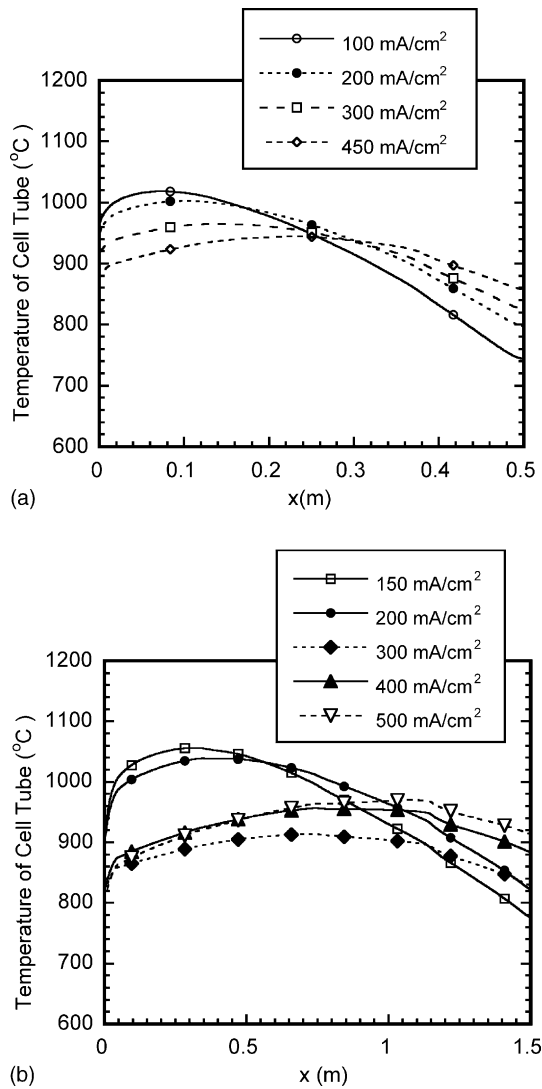 100 mA/cm²
200 mA/cm²
300 mA/cm²
450 mA/cm²
Temperature of Cell Tube (°C)
1200
1100
1000
900
800
700
600
0 0.1 0.2 0.3 0.4 0.5
x(m)
(a)
150 mA/cm²
200 mA/cm²
300 mA/cm²
400 mA/cm²
500 mA/cm²
Temperature of Cell Tube (°C)
1200
1100
1000
900
800
700
600
0 0.5 1 1.5
x (m)
(b)